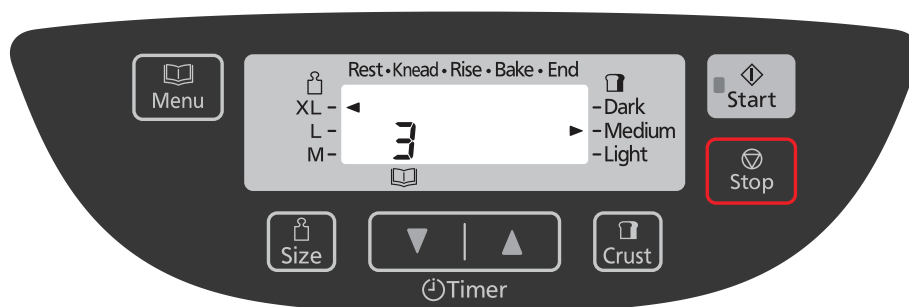 Menu
Rest•Knead•Rise•Bake•End
XL
L
M
3
Dark
Medium
Light
Start
Stop
Size
Timer
Crust